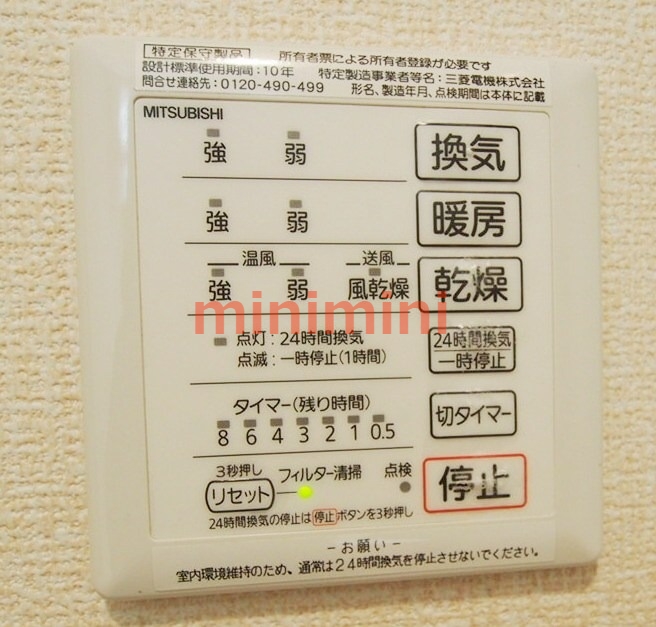 特定保守製品 所有者票による所有者登録が必要です
設計標準使用期間:10年 特定製造事業者等名:三菱電機株式会社
問合せ連絡先:0120-490-499 形名、製造年月、点検期間は本体に記載
MITSUBISHI
強 弱 換気
強 弱 暖房
温風 送風
強 弱 風乾燥 乾燥
minimini
点灯:24時間換気
点滅:一時停止(1時間)
24時間換気
一時停止
タイマー(残り時間)
8 6 4 3 2 1 0.5
切タイマー
3秒押し フィルター清掃 点検
リセット
停止
24時間換気の停止は停止ボタンを3秒押し
-お願い-
室内環境維持のため、通常は24時間換気を停止させないでください。